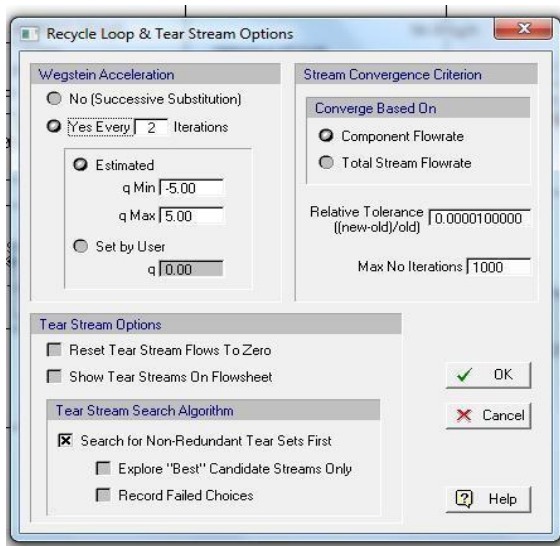 Recycle Loop & Tear Stream Options
Wegstein Acceleration
No (Successive Substitution)
Yes Every 2 Iterations
Estimated
q Min -5.00
q Max 5.00
Set by User
q 0.00
Stream Convergence Criterion
Converge Based On
Component Flowrate
Total Stream Flowrate
Relative Tolerance 0.0000100000
((new-old)/old)
Max No Iterations 1000
Tear Stream Options
Reset Tear Stream Flows To Zero
Show Tear Streams On Flowsheet
Tear Stream Search Algorithm
Search for Non-Redundant Tear Sets First
Explore "Best" Candidate Streams Only
Record Failed Choices
OK
Cancel
Help